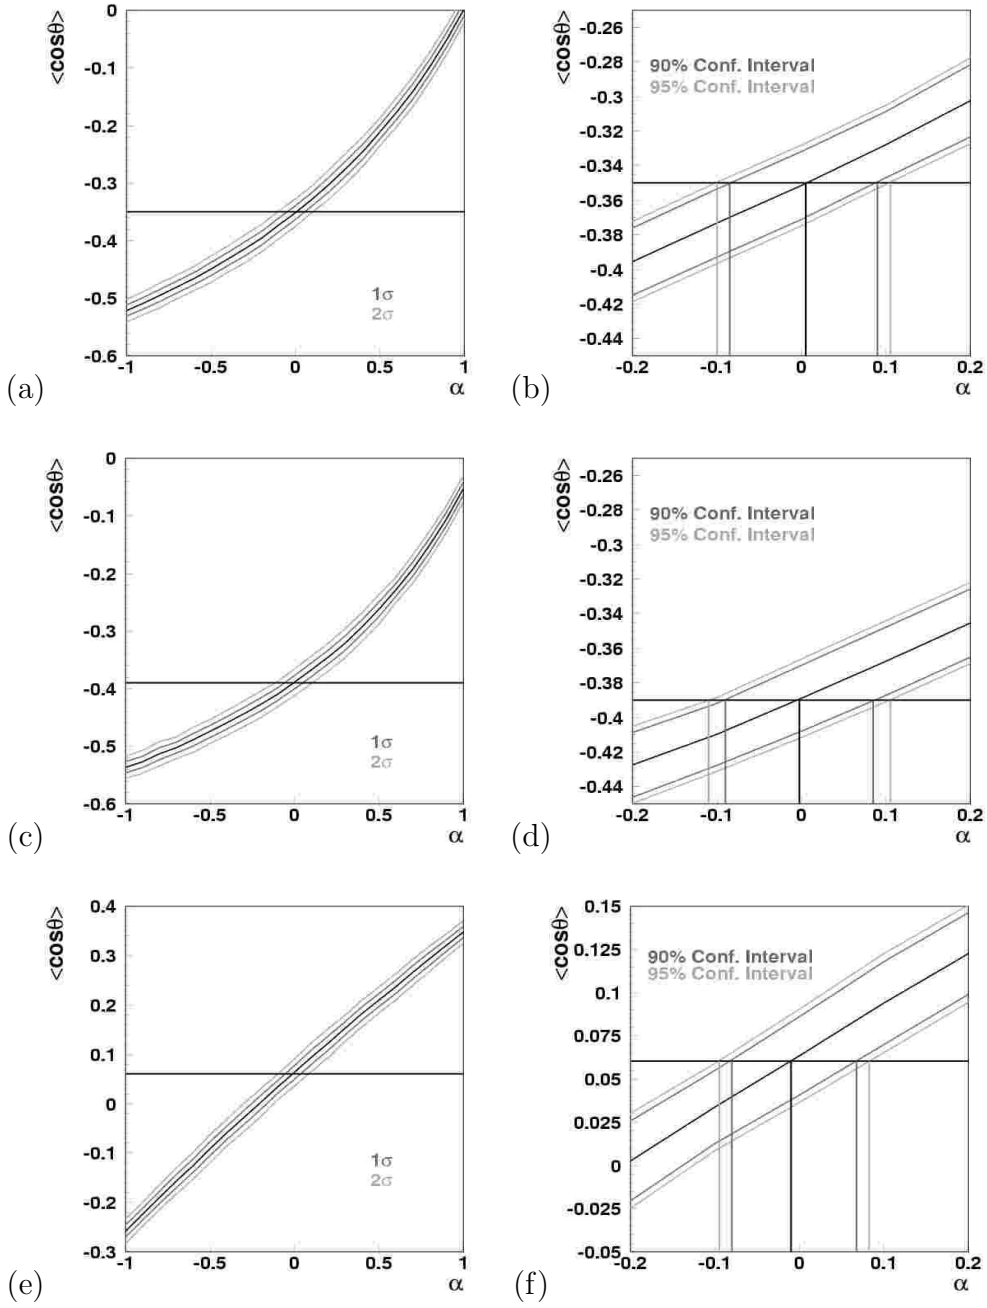 <cosθ>
0
-0.1
-0.2
-0.3
-0.4
-0.5
-0.6
1σ
2σ
-1
-0.5
0
0.5
1
α
(a)
<cosθ>
-0.26
-0.28
-0.3
-0.32
-0.34
-0.36
-0.38
-0.4
-0.42
-0.44
90% Conf. Interval
95% Conf. Interval
-0.2
-0.1
0
0.1
0.2
α
(b)
<cosθ>
0
-0.1
-0.2
-0.3
-0.4
-0.5
-0.6
1σ
2σ
-1
-0.5
0
0.5
1
α
(c)
<cosθ>
-0.26
-0.28
-0.3
-0.32
-0.34
-0.36
-0.38
-0.4
-0.42
-0.44
90% Conf. Interval
95% Conf. Interval
-0.2
-0.1
0
0.1
0.2
α
(d)
<cosθ>
0.4
0.3
0.2
0.1
0
-0.1
-0.2
-0.3
1σ
2σ
-1
-0.5
0
0.5
1
α
(e)
<cosθ>
0.15
0.125
0.1
0.075
0.05
0.025
0
-0.025
-0.05
90% Conf. Interval
95% Conf. Interval
-0.2
-0.1
0
0.1
0.2
α
(f)